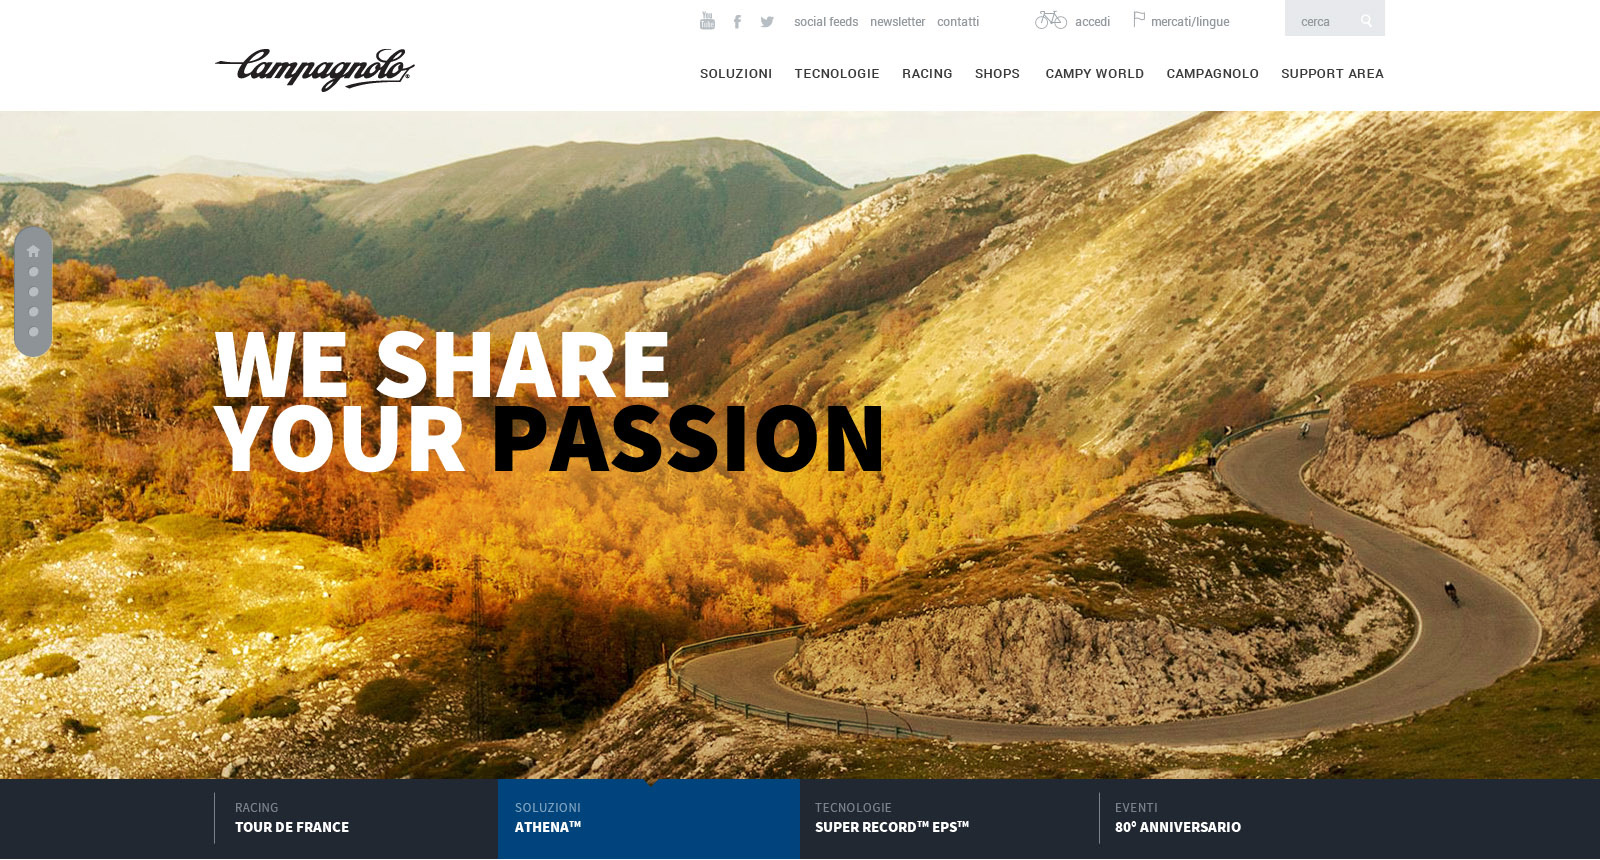 You Tube
social feeds newsletter contatti accedi mercati/lingue cerca
Campagnolo
SOLUZIONI TECNOLOGIE RACING SHOPS CAMPY WORLD CAMPAGNOLO SUPPORT AREA
WE SHARE
YOUR PASSION
RACING
TOUR DE FRANCE
SOLUZIONI
ATHENA™
TECNOLOGIE
SUPER RECORD™ EPS™
EVENTI
80° ANNIVERSARIO